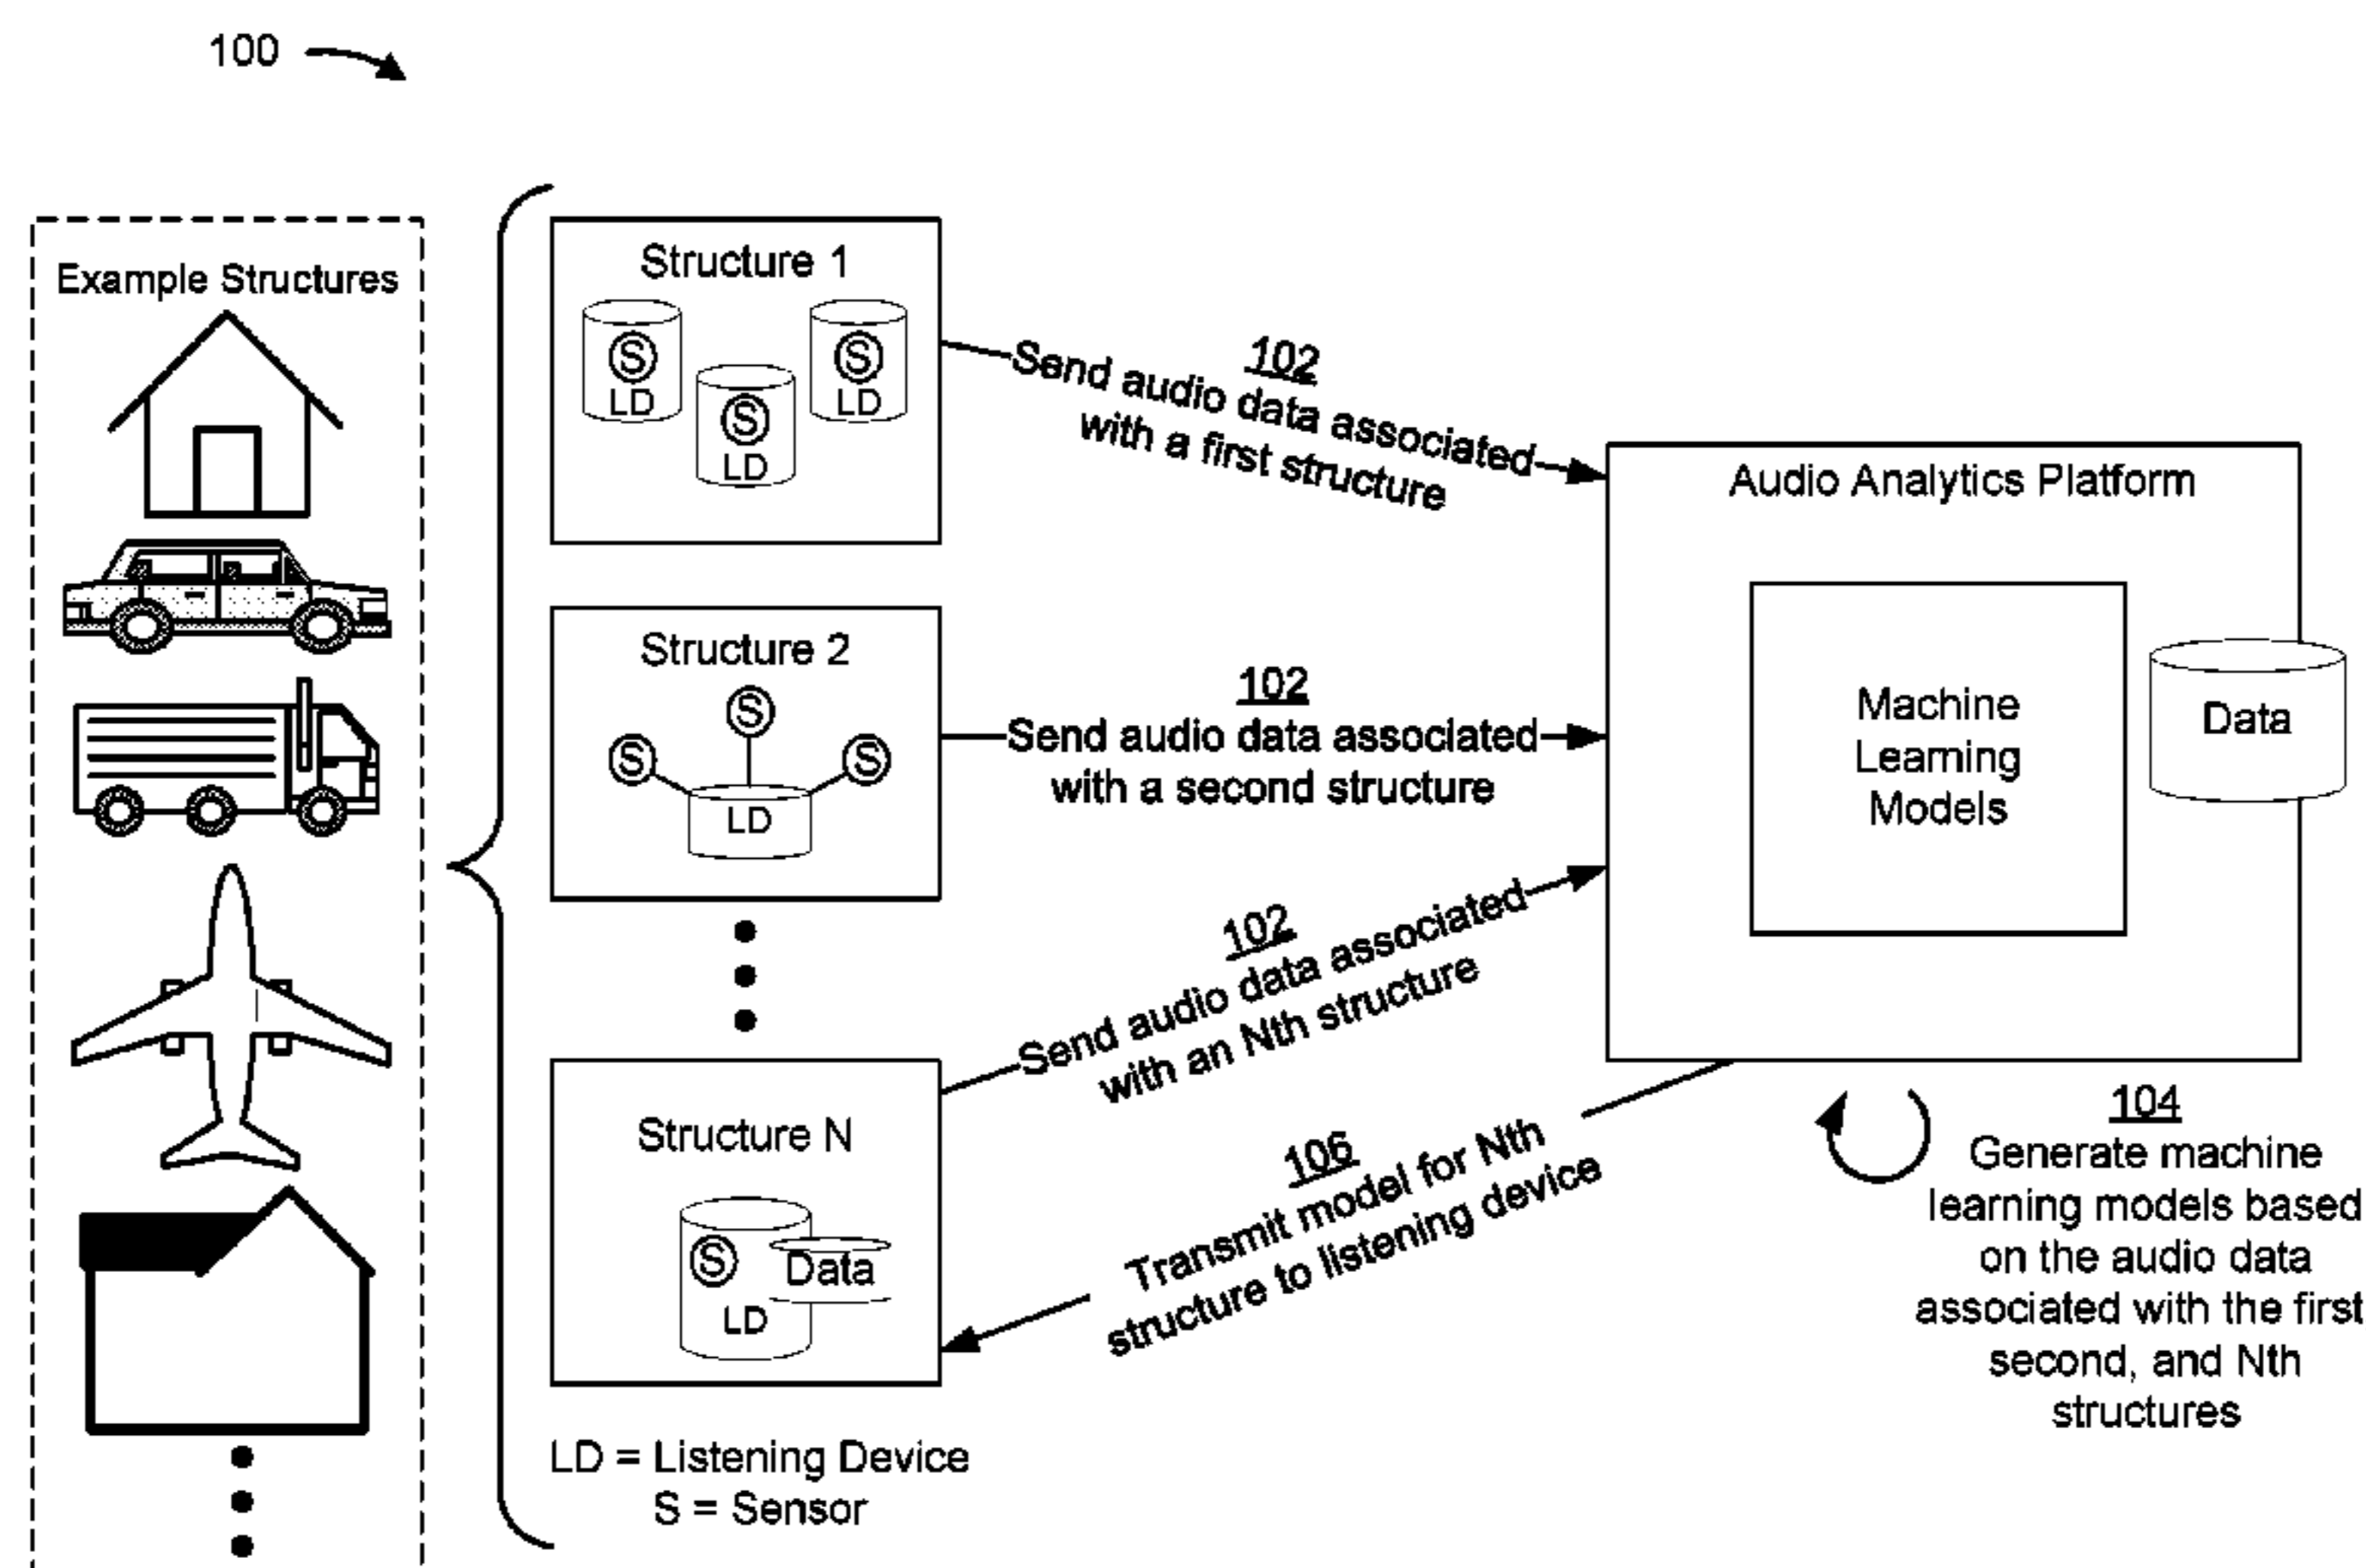 100
Example Structures
Structure 1
S
LD
S
LD
S
LD
Structure 2
S
S
S
LD
Structure N
S
Data
LD
LD = Listening Device
S = Sensor
102
Send audio data associated
with a first structure
102
Send audio data associated
with a second structure
102
Send audio data associated
with an Nth structure
106
Transmit model for Nth
structure to listening device
Audio Analytics Platform
Machine
Learning
Models
Data
104
Generate machine
learning models based
on the audio data
associated with the first
second, and Nth
structures